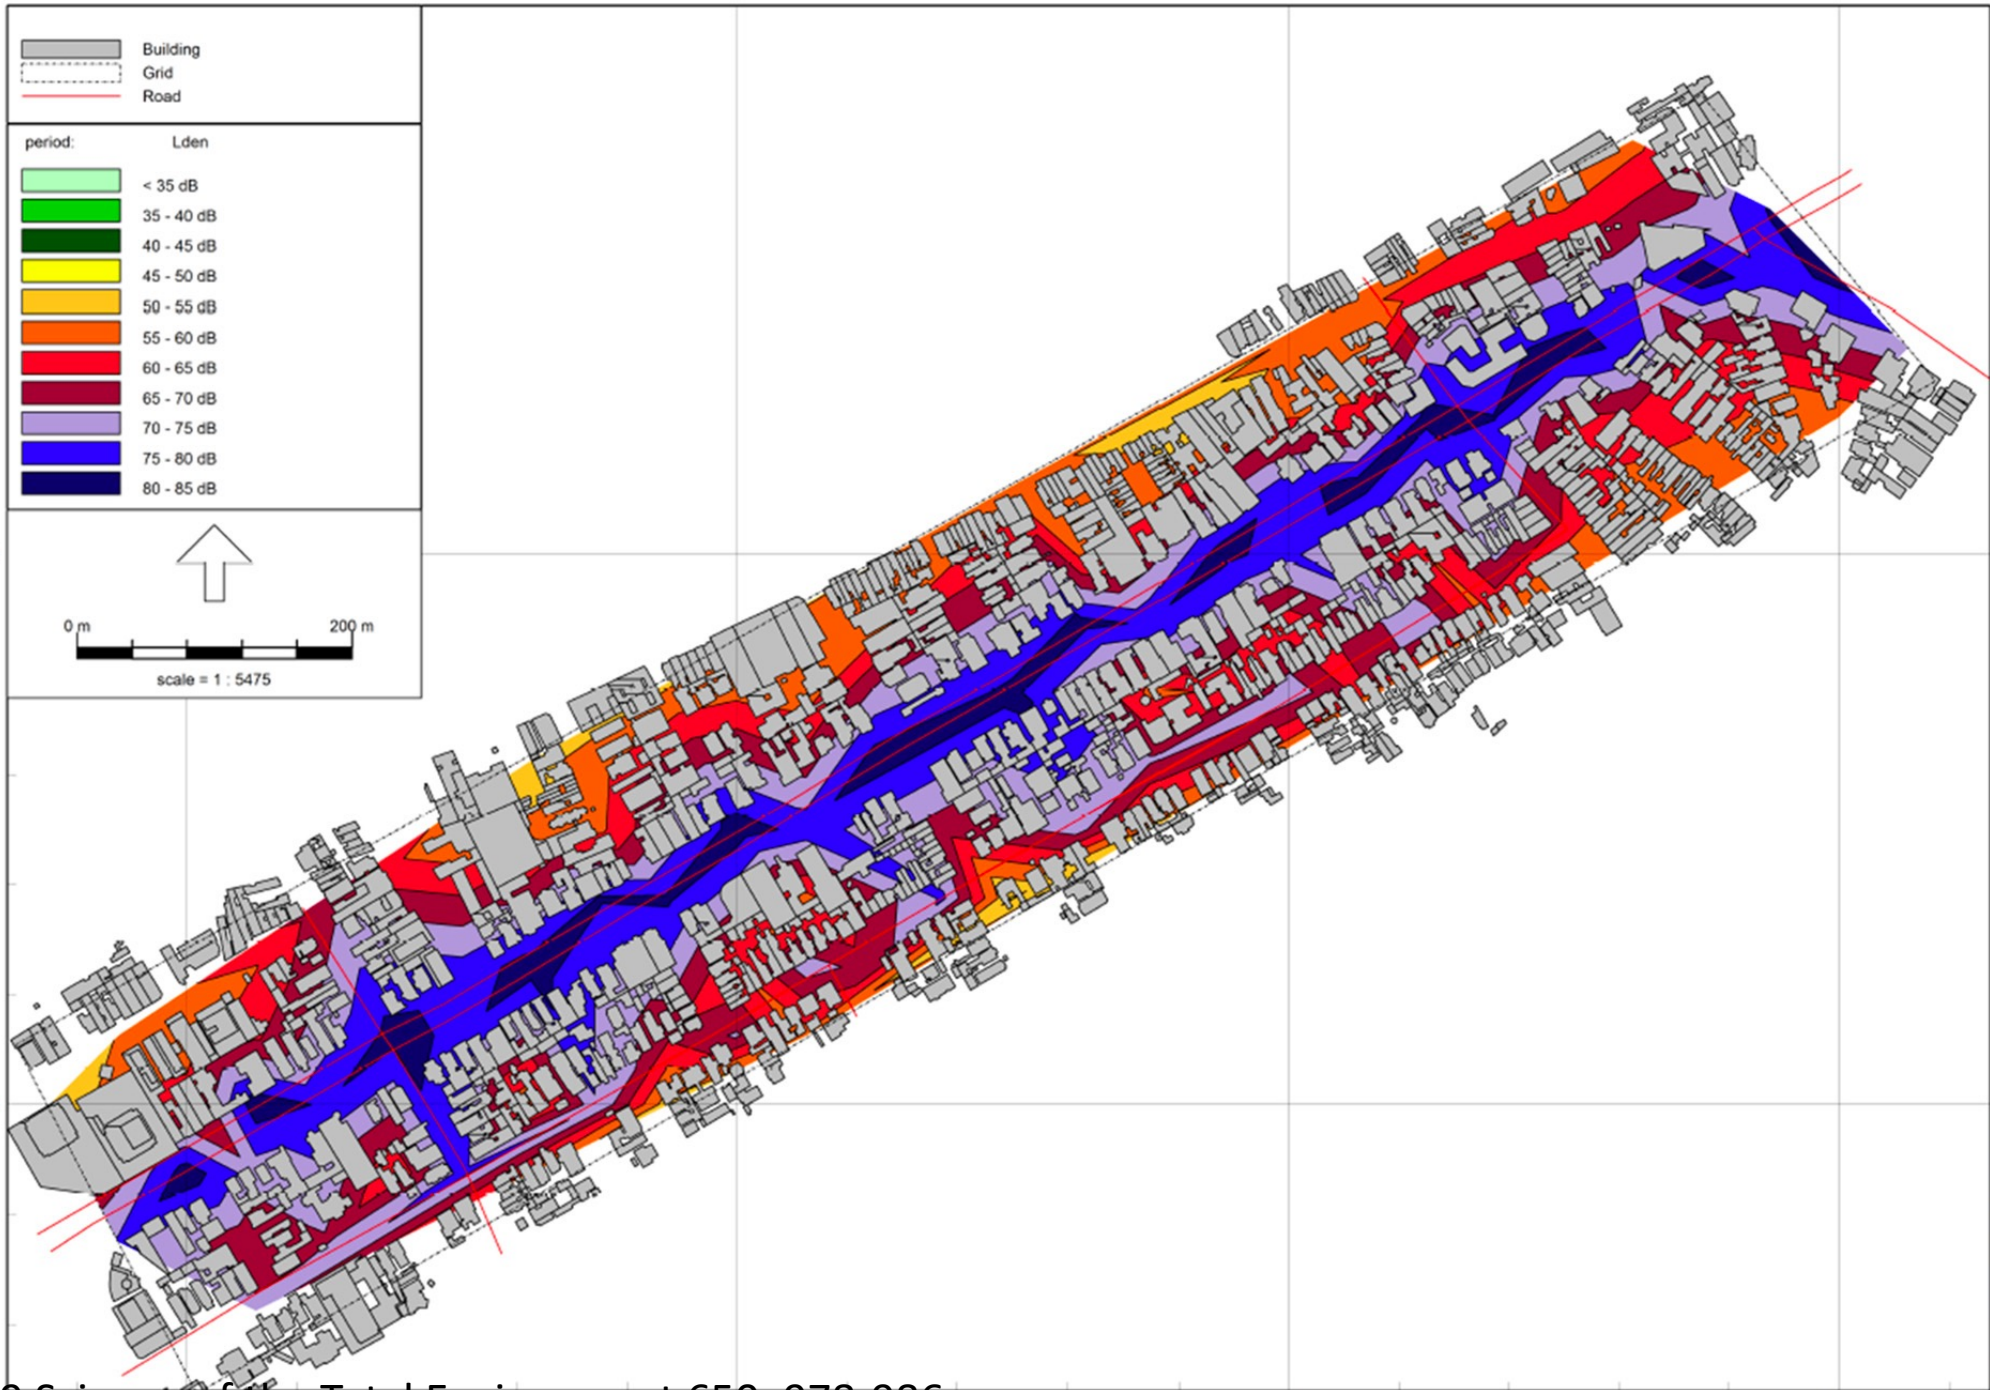 Building
Grid
Road
period: Lden
< 35 dB
35 - 40 dB
40 - 45 dB
45 - 50 dB
50 - 55 dB
55 - 60 dB
60 - 65 dB
65 - 70 dB
70 - 75 dB
75 - 80 dB
80 - 85 dB
0 m 200 m
scale = 1 : 5475
Total